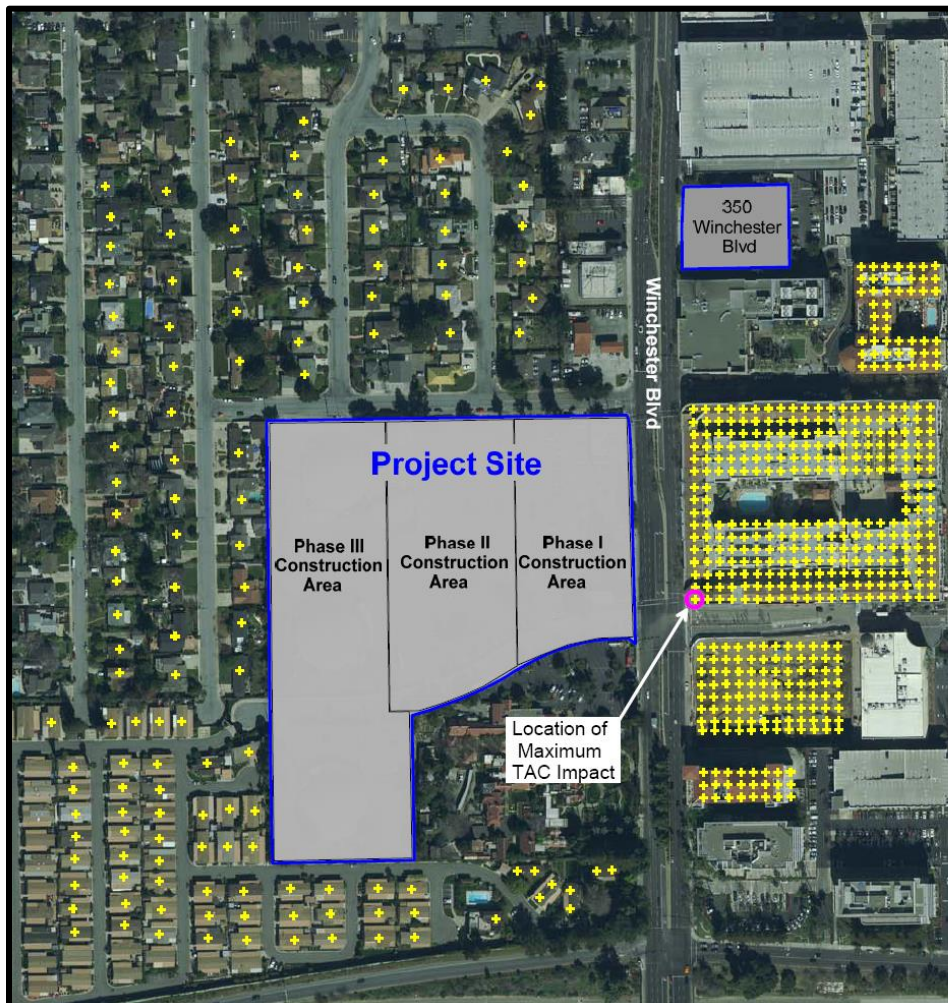 350
Winchester
Blvd
Winchester Blvd
Project Site
Phase III
Construction
Area
Phase II
Construction
Area
Phase I
Construction
Area
Location of
Maximum
TAC Impact